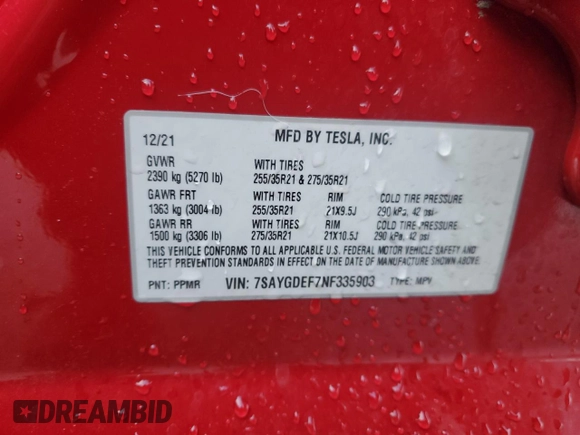 12/21 MFD BY TESLA, INC.
GVWR WITH TIRES
2390 kg (5270 lb) 255/35R21 & 275/35R21
GAWR FRT WITH TIRES RIM COLD TIRE PRESSURE
1363 kg (3004 lb) 255/35R21 21X9.5J 290 kPa, 42 psi
GAWR RR WITH TIRES RIM COLD TIRE PRESSURE
1500 kg (3306 lb) 275/35R21 21X10.5J 290 kPa, 42 psi
THIS VEHICLE CONFORMS TO ALL APPLICABLE U.S. FEDERAL MOTOR VEHICLE SAFETY AND
THEFT PREVENTION STANDARDS IN EFFECT ON THE DATE OF MANUFACTURE SHOWN ABOVE.
PNT: PPMR VIN: 7SAYGDEF7NF335903 TYPE: MPV
DREAMBID